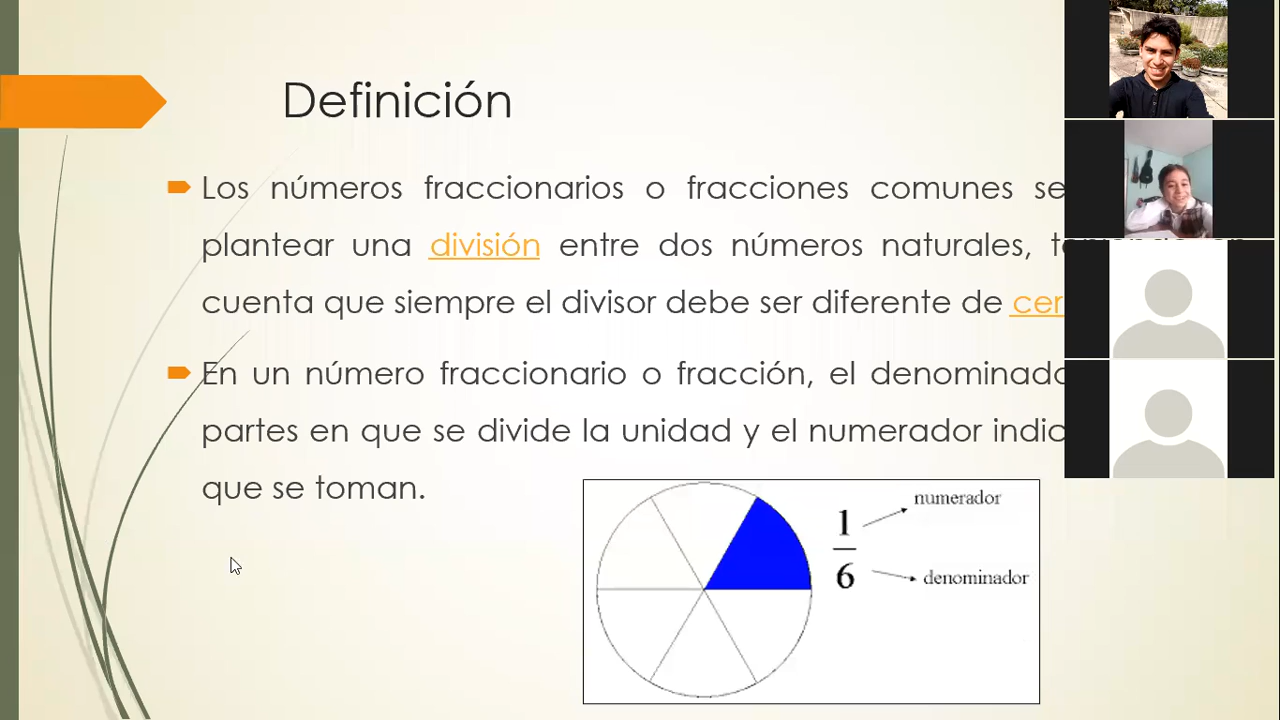 Definición
Los números fraccionarios o fracciones comunes se
plantear una división entre dos números naturales,
cuenta que siempre el divisor debe ser diferente de
En un número fraccionario o fracción, el
partes en que se divide la unidad y el numerador
que se toman.
numerador
1
6
denominador